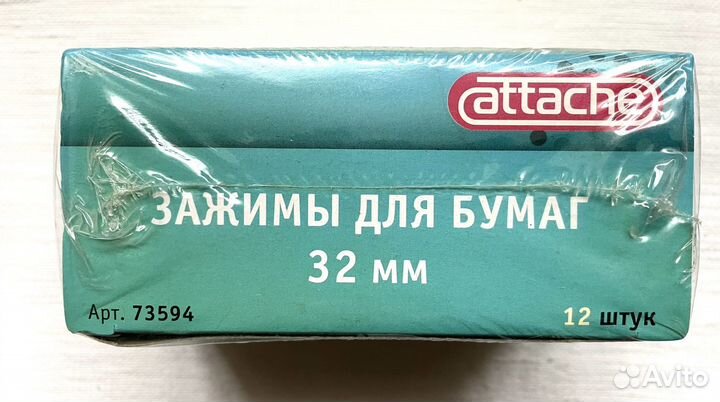 attache
ЗАЖИМЫ ДЛЯ БУМАГ
32 мм
Арт. 73594
12 штук
Avito